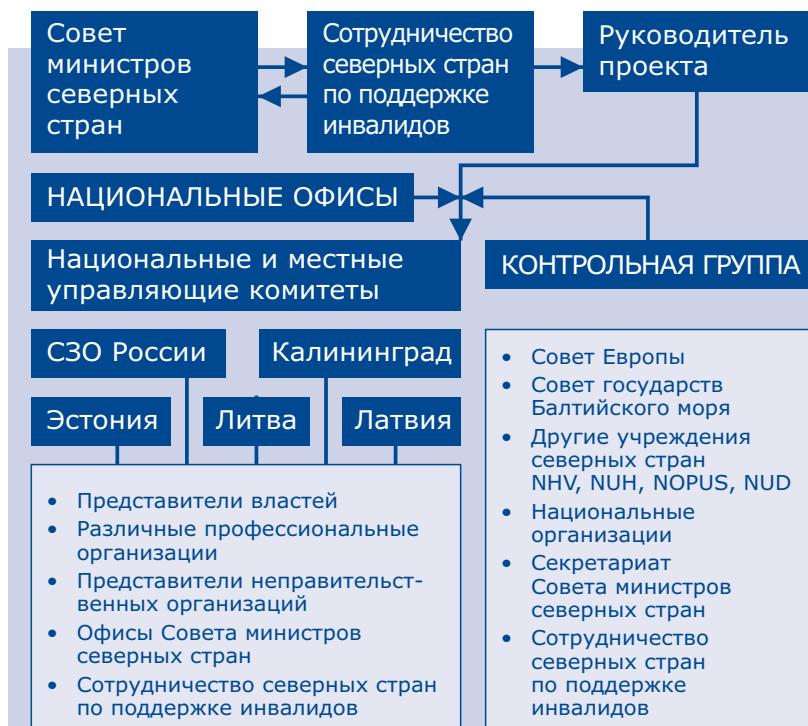 Совет
министров
северных
стран
Сотрудничество
северных стран
по поддержке
инвалидов
Руководитель
проекта
НАЦИОНАЛЬНЫЕ ОФИСЫ
Национальные и местные
управляющие комитеты
КОНТРОЛЬНАЯ ГРУППА
СЗО России
Калининград
Эстония
Литва
Латвия
• Представители властей
• Различные профессиональные
организации
• Представители неправительст-
венных организаций
• Офисы Совета министров
северных стран
• Сотрудничество северных стран
по поддержке инвалидов
• Совет Европы
• Совет государств
Балтийского моря
• Другие учреждения
северных стран
NHV, NUH, NOPUS, NUD
• Национальные
организации
• Секретариат
Совета министров
северных стран
• Сотрудничество
северных стран
по поддержке
инвалидов